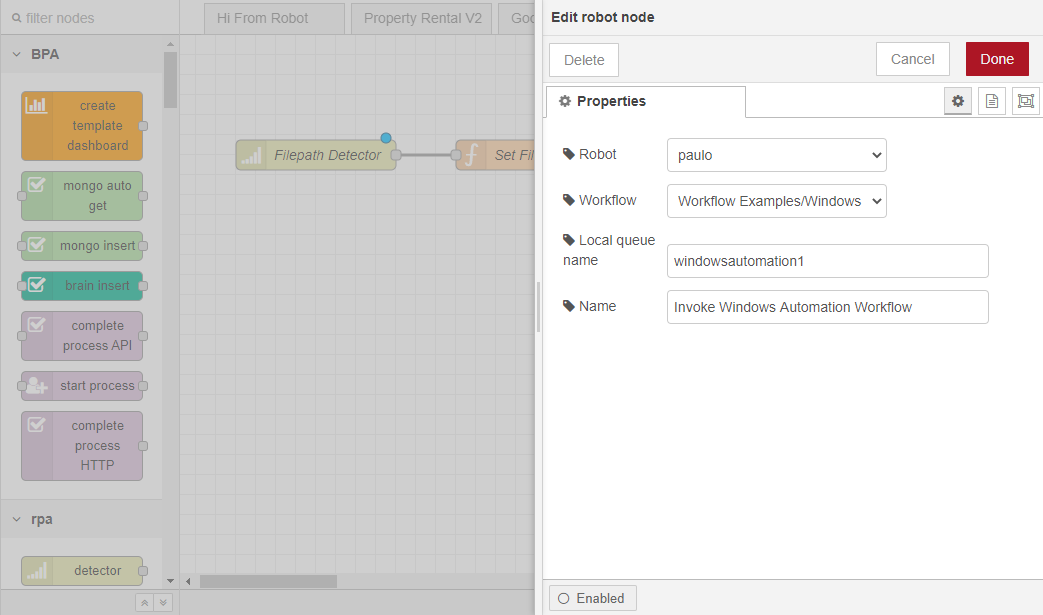 filter nodes
BPA
create
template
dashboard
mongo auto
get
mongo insert
brain insert
complete
process API
start process
complete
process
HTTP
rpa
detector
Hi From Robot
Property Rental V2
Goo
Filepath Detector
Set Fil
Edit robot node
Delete
Cancel
Done
Properties
Robot
paulo
Workflow
Workflow Examples/Windows
Local queue
name
windowsautomation1
Name
Invoke Windows Automation Workflow
Enabled